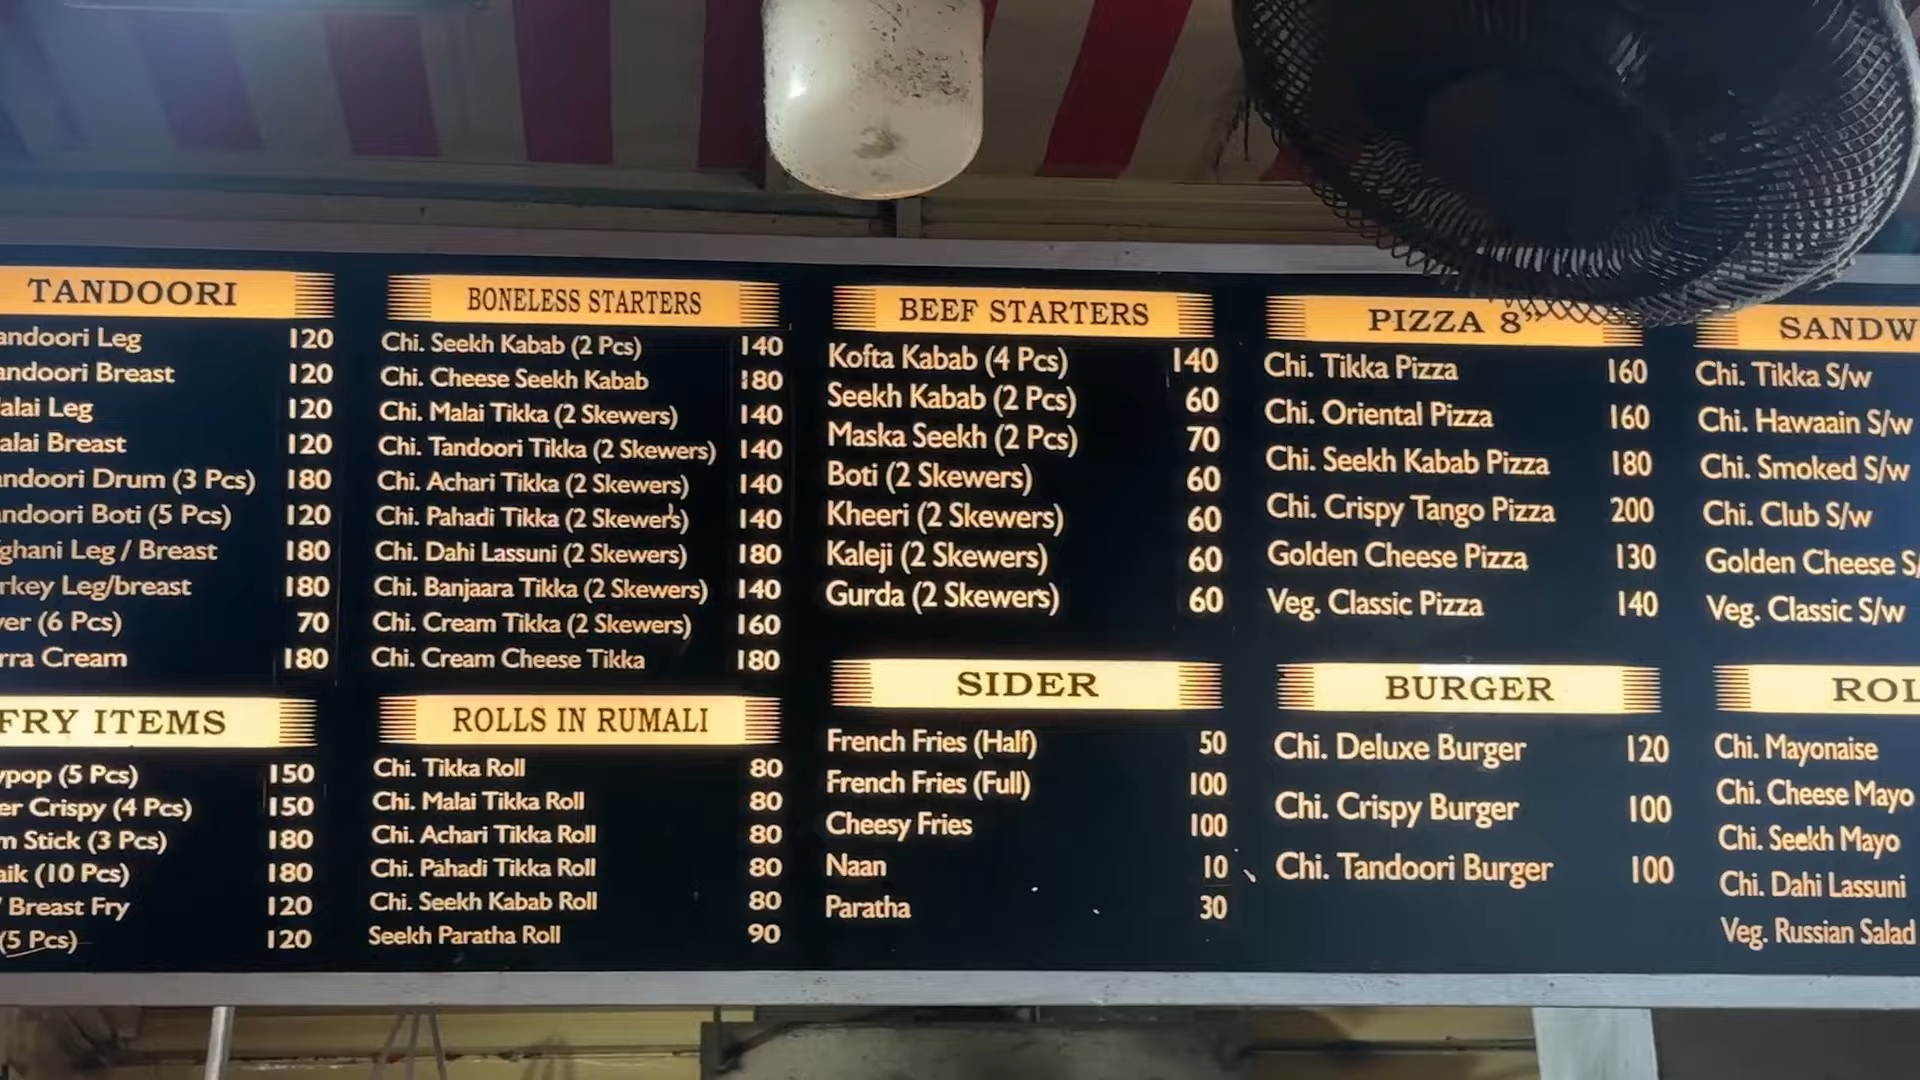 TANDOORI
andoori Leg 120
andoori Breast 120
alai Leg 120
alai Breast 120
andoori Drum (3 Pcs) 180
andoori Boti (5 Pcs) 120
ghani Leg / Breast 180
rkey Leg/breast 180
ver (6 Pcs) 70
rra Cream 180
FRY ITEMS
ypop (5 Pcs) 150
er Crispy (4 Pcs) 150
m Stick (3 Pcs) 180
aik (10 Pcs) 180
/ Breast Fry 120
(5 Pcs) 120
BONELESS STARTERS
Chi. Seekh Kabab (2 Pcs) 140
Chi. Cheese Seekh Kabab 180
Chi. Malai Tikka (2 Skewers) 140
Chi. Tandoori Tikka (2 Skewers) 140
Chi. Achari Tikka (2 Skewers) 140
Chi. Pahadi Tikka (2 Skewers) 140
Chi. Dahi Lassuni (2 Skewers) 180
Chi. Banjaara Tikka (2 Skewers) 140
Chi. Cream Tikka (2 Skewers) 160
Chi. Cream Cheese Tikka 180
ROLLS IN RUMALI
Chi. Tikka Roll 80
Chi. Malai Tikka Roll 80
Chi. Achari Tikka Roll 80
Chi. Pahadi Tikka Roll 80
Chi. Seekh Kabab Roll 80
Seekh Paratha Roll 90
BEEF STARTERS
Kofta Kabab (4 Pcs) 140
Seekh Kabab (2 Pcs) 60
Maska Seekh (2 Pcs) 70
Boti (2 Skewers) 60
Kheeri (2 Skewers) 60
Kaleji (2 Skewers) 60
Gurda (2 Skewers) 60
SIDER
French Fries (Half) 50
French Fries (Full) 100
Cheesy Fries 100
Naan 10
Paratha 30
PIZZA 8"
Chi. Tikka Pizza 160
Chi. Oriental Pizza 160
Chi. Seekh Kabab Pizza 180
Chi. Crispy Tango Pizza 200
Golden Cheese Pizza 130
Veg. Classic Pizza 140
BURGER
Chi. Deluxe Burger 120
Chi. Crispy Burger 100
Chi. Tandoori Burger 100
SANDW
Chi. Tikka S/w
Chi. Hawaain S/w
Chi. Smoked S/w
Chi. Club S/w
Golden Cheese S/
Veg. Classic S/w
ROL
Chi. Mayonaise
Chi. Cheese Mayo
Chi. Seekh Mayo
Chi. Dahi Lassuni
Veg. Russian Salad